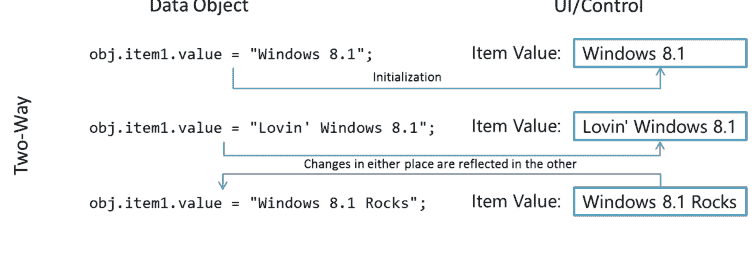 Data Object UI/Control
obj.item1.value = "Windows 8.1"; Item Value: Windows 8.1
Initialization
Two-Way
obj.item1.value = "Lovin' Windows 8.1"; Item Value: Lovin' Windows 8.1
Changes in either place are reflected in the other
obj.item1.value = "Windows 8.1 Rocks"; Item Value: Windows 8.1 Rocks